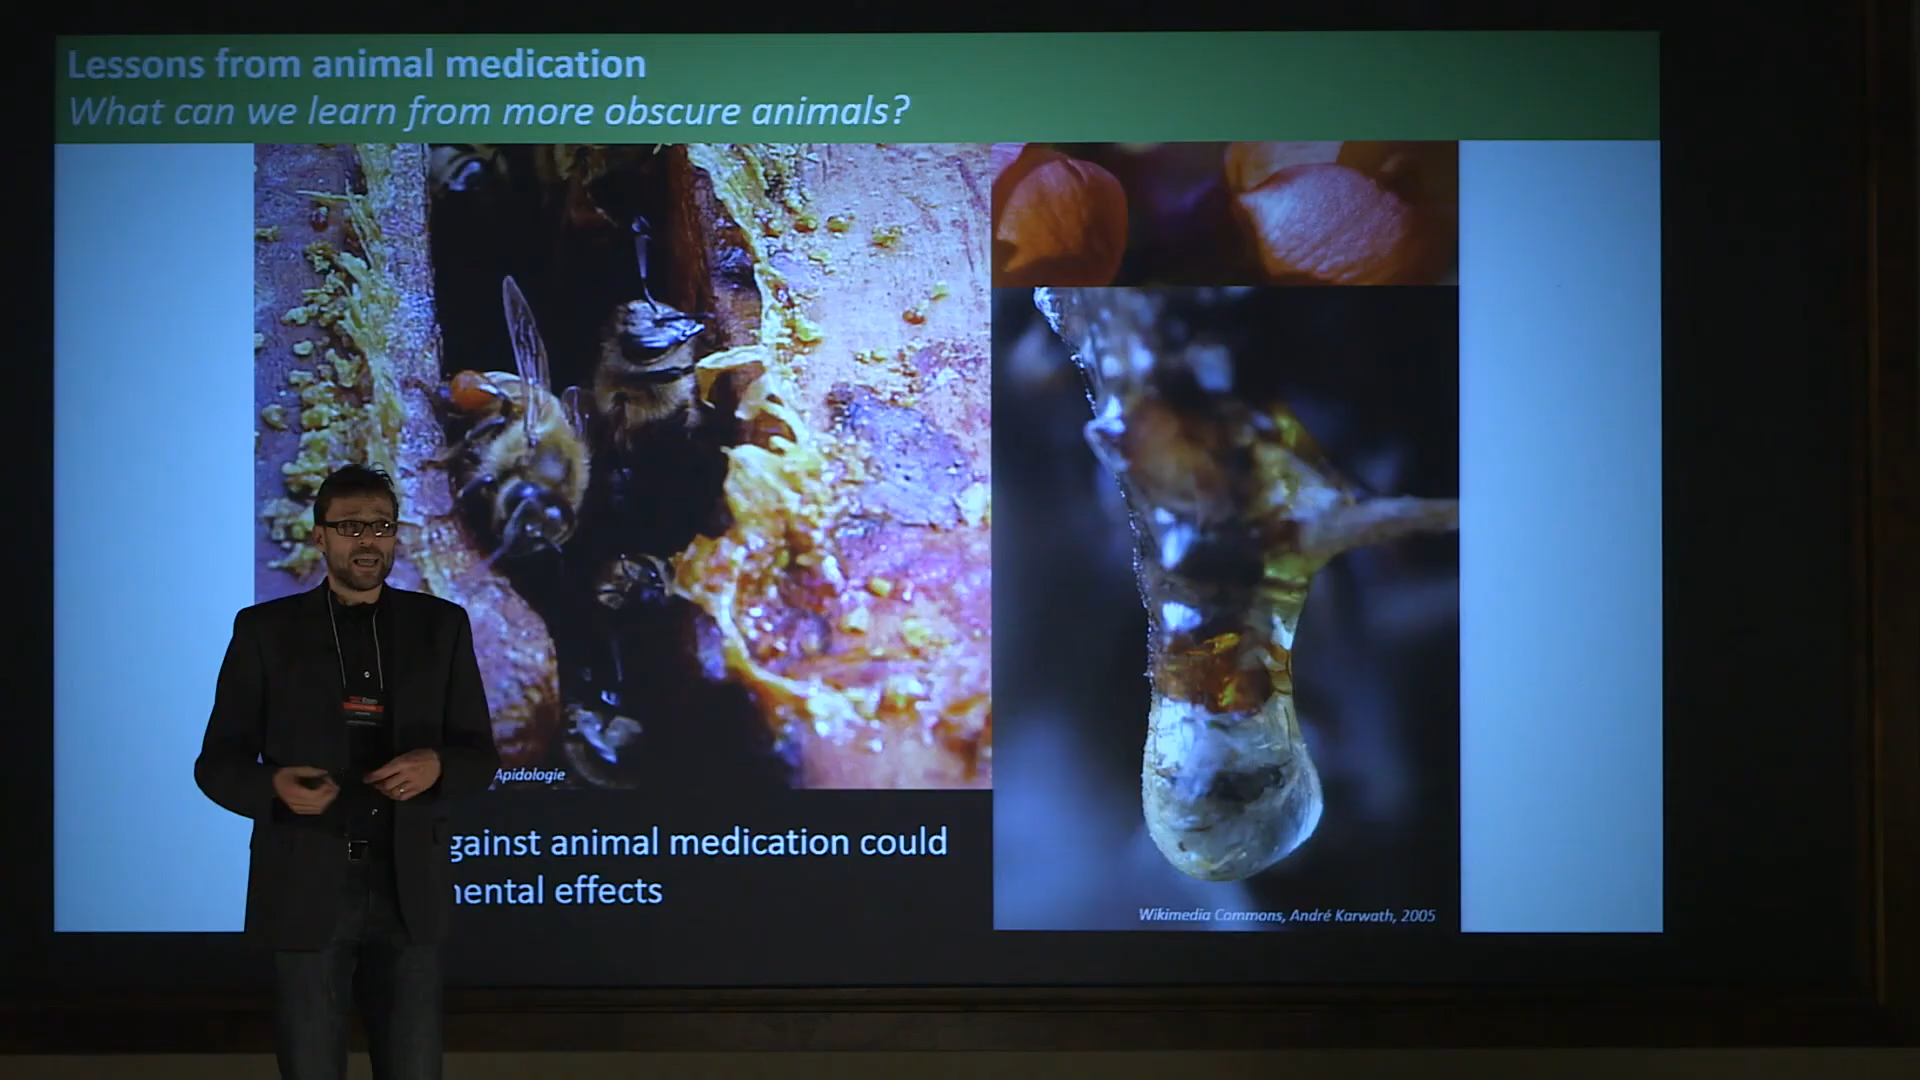 Lessons from animal medication
What can we learn from more obscure animals?
Apidologie
gainst animal medication could
ental effects
Wikimedia Commons, André Karwath, 2005